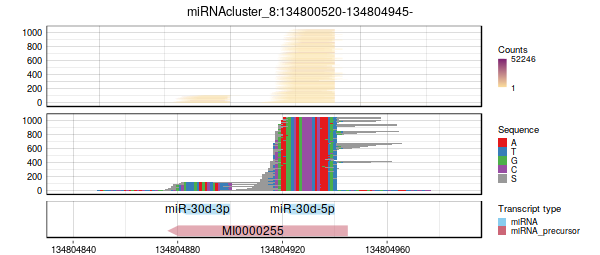 miRNAcluster_8:134800520-134804945-
1000
800
600
400
200
0
Counts
52246
1
1000
800
600
400
200
0
Sequence
A
T
G
C
S
miR-30d-3p miR-30d-5p
MI0000255
Transcript type
miRNA
miRNA_precursor
134804840 134804880 134804920 134804960